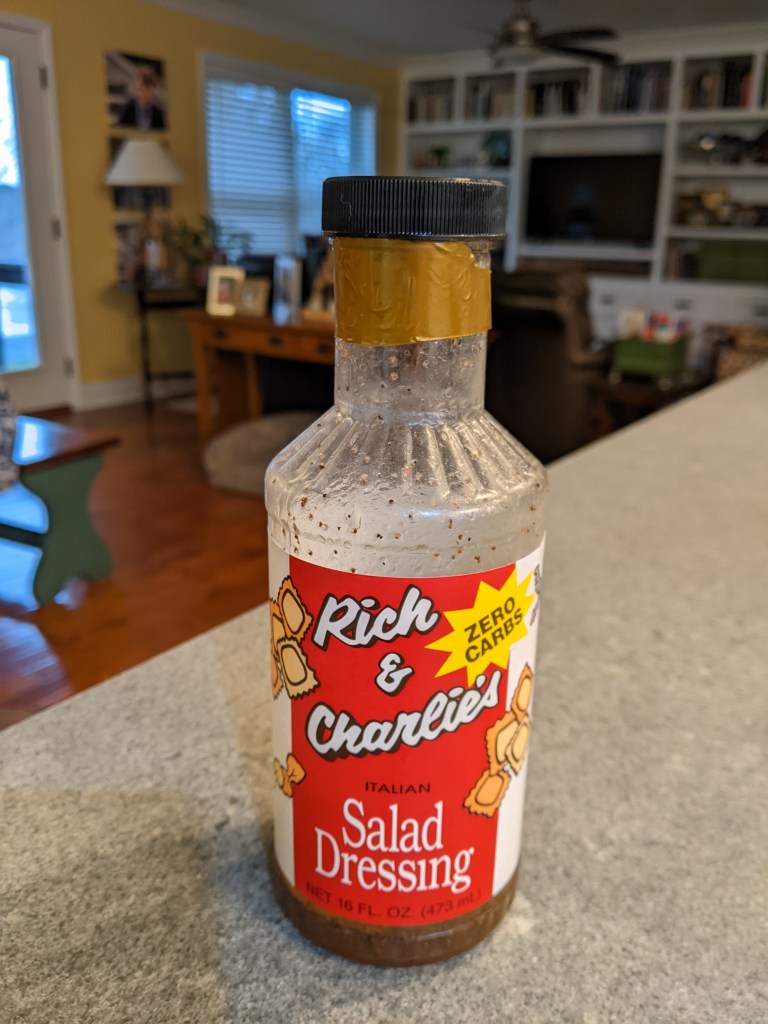 Rich
&
Charlie's
ZERO
CARBS
ITALIAN
Salad
Dressing
NET 16 FL. OZ. (473 mL)